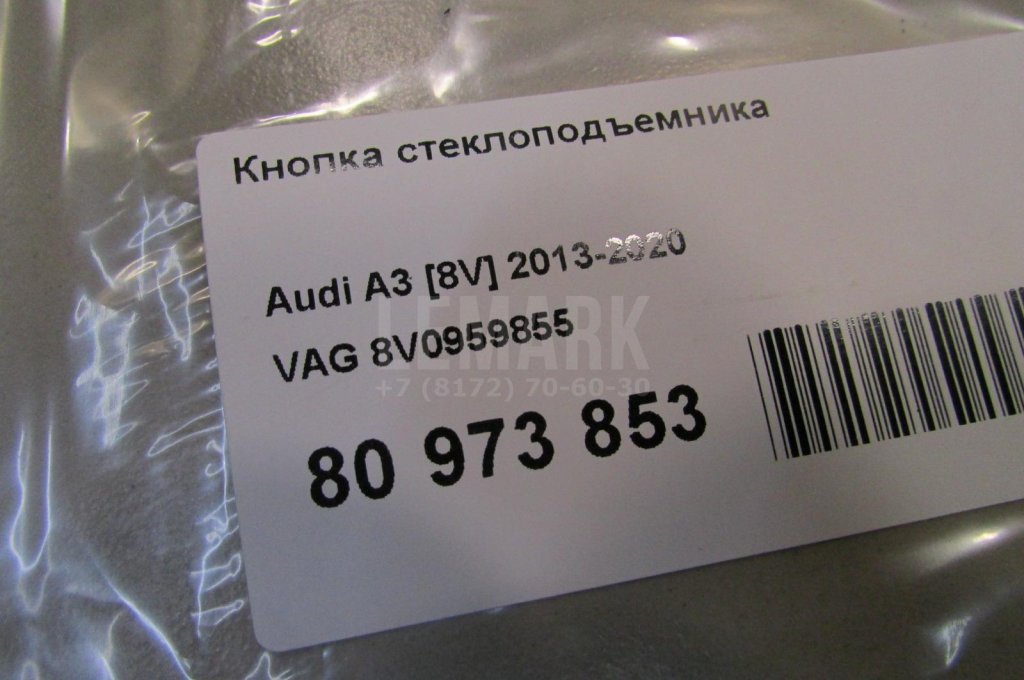 Кнопка стеклоподъемника
Audi A3 [8V] 2013-2020
VAG 8V0959855
LEMARK
+7 (8172) 70-60-30
80 973 853